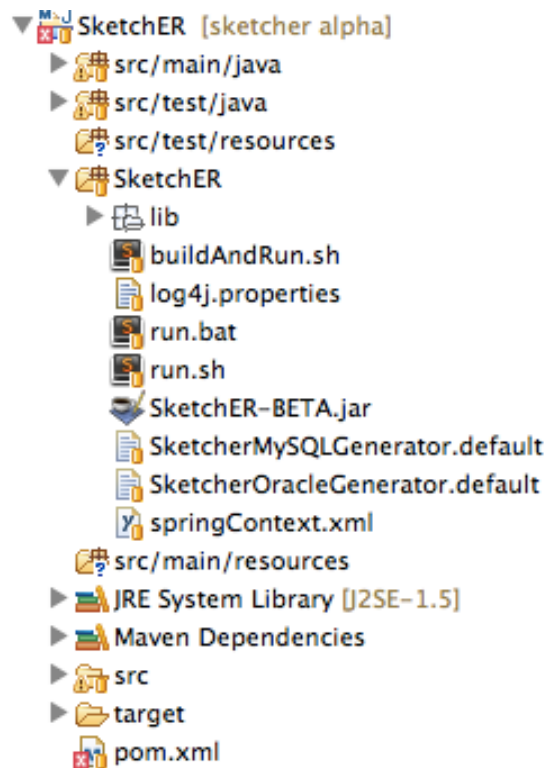 SketchER [sketcher alpha]
src/main/java
src/test/java
src/test/resources
SketchER
lib
buildAndRun.sh
log4j.properties
run.bat
run.sh
SketchER-BETA.jar
SketcherMySQLGenerator.default
SketcherOracleGenerator.default
springContext.xml
src/main/resources
JRE System Library [J2SE-1.5]
Maven Dependencies
src
target
pom.xml